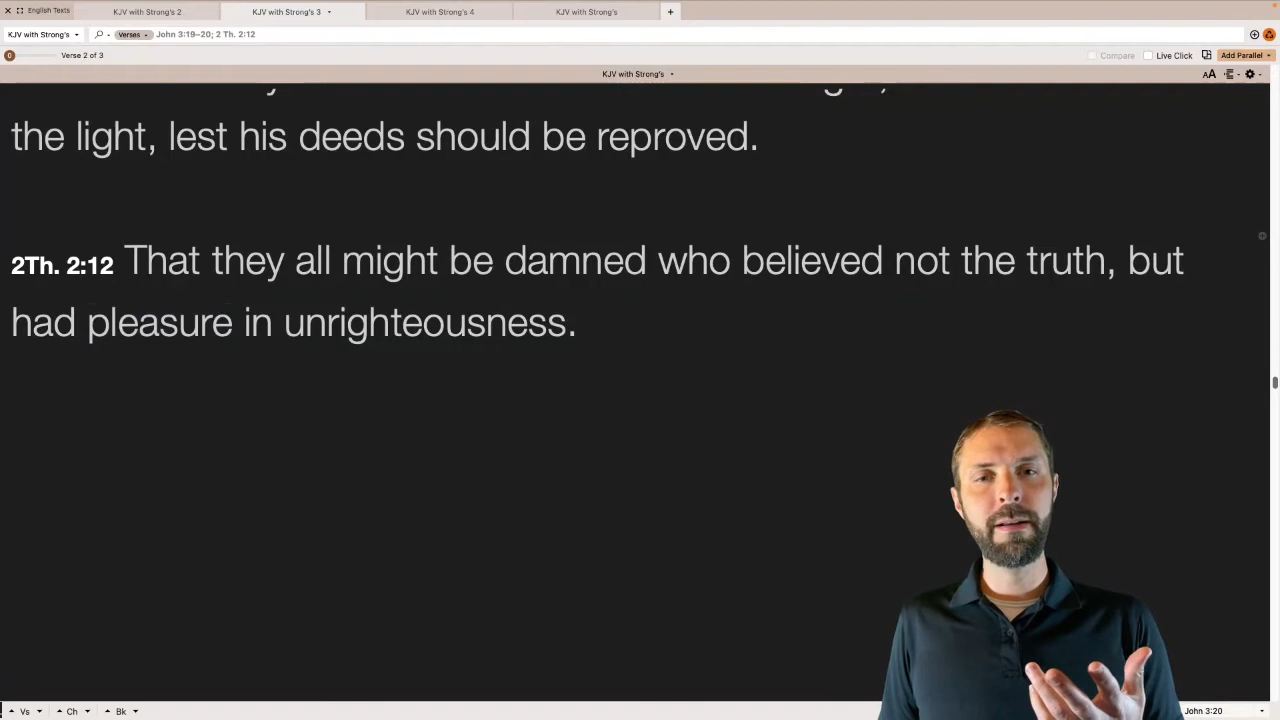 English Texts
KJV with Strong's 2
KJV with Strong's 3
KJV with Strong's 4
KJV with Strong's
+
KJV with Strong's
Verses
John 3:19–20; 2 Th. 2:12
0
Verse 2 of 3
Compare
Live Click
Add Parallel
KJV with Strong's
AA
the light, lest his deeds should be reproved.
2Th. 2:12 That they all might be damned who believed not the truth, but
had pleasure in unrighteousness.
Vs
Ch
Bk
John 3:20